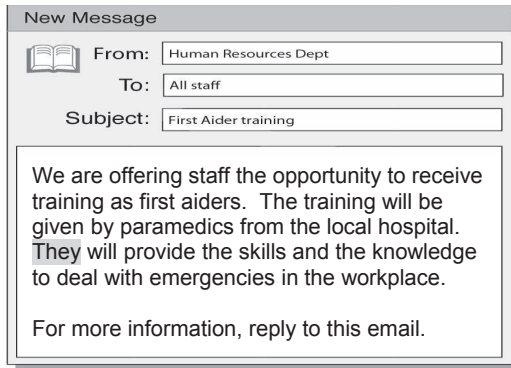 New Message
From: Human Resources Dept
To: All staff
Subject: First Aider training
We are offering staff the opportunity to receive
training as first aiders.  The training will be
given by paramedics from the local hospital.
They will provide the skills and the knowledge
to deal with emergencies in the workplace.
For more information, reply to this email.